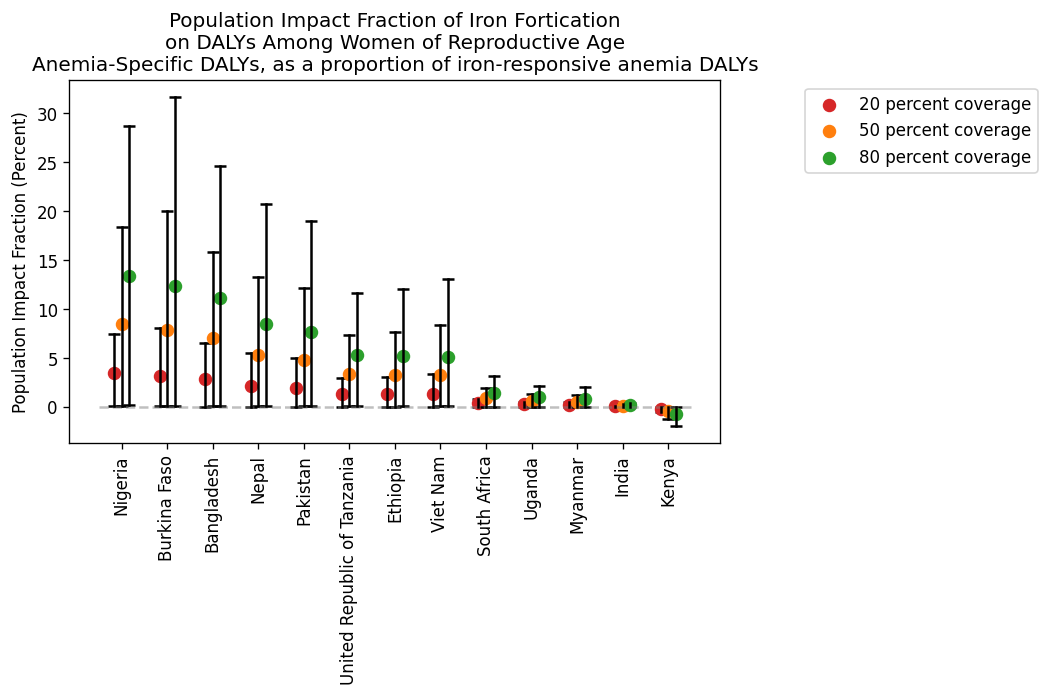 Population Impact Fraction of Iron Fortication
on DALYs Among Women of Reproductive Age
Anemia-Specific DALYs, as a proportion of iron-responsive anemia DALYs
20 percent coverage
50 percent coverage
80 percent coverage
Population Impact Fraction (Percent)
30
25
20
15
10
5
0
Nigeria
Burkina Faso
Bangladesh
Nepal
Pakistan
United Republic of Tanzania
Ethiopia
Viet Nam
South Africa
Uganda
Myanmar
India
Kenya